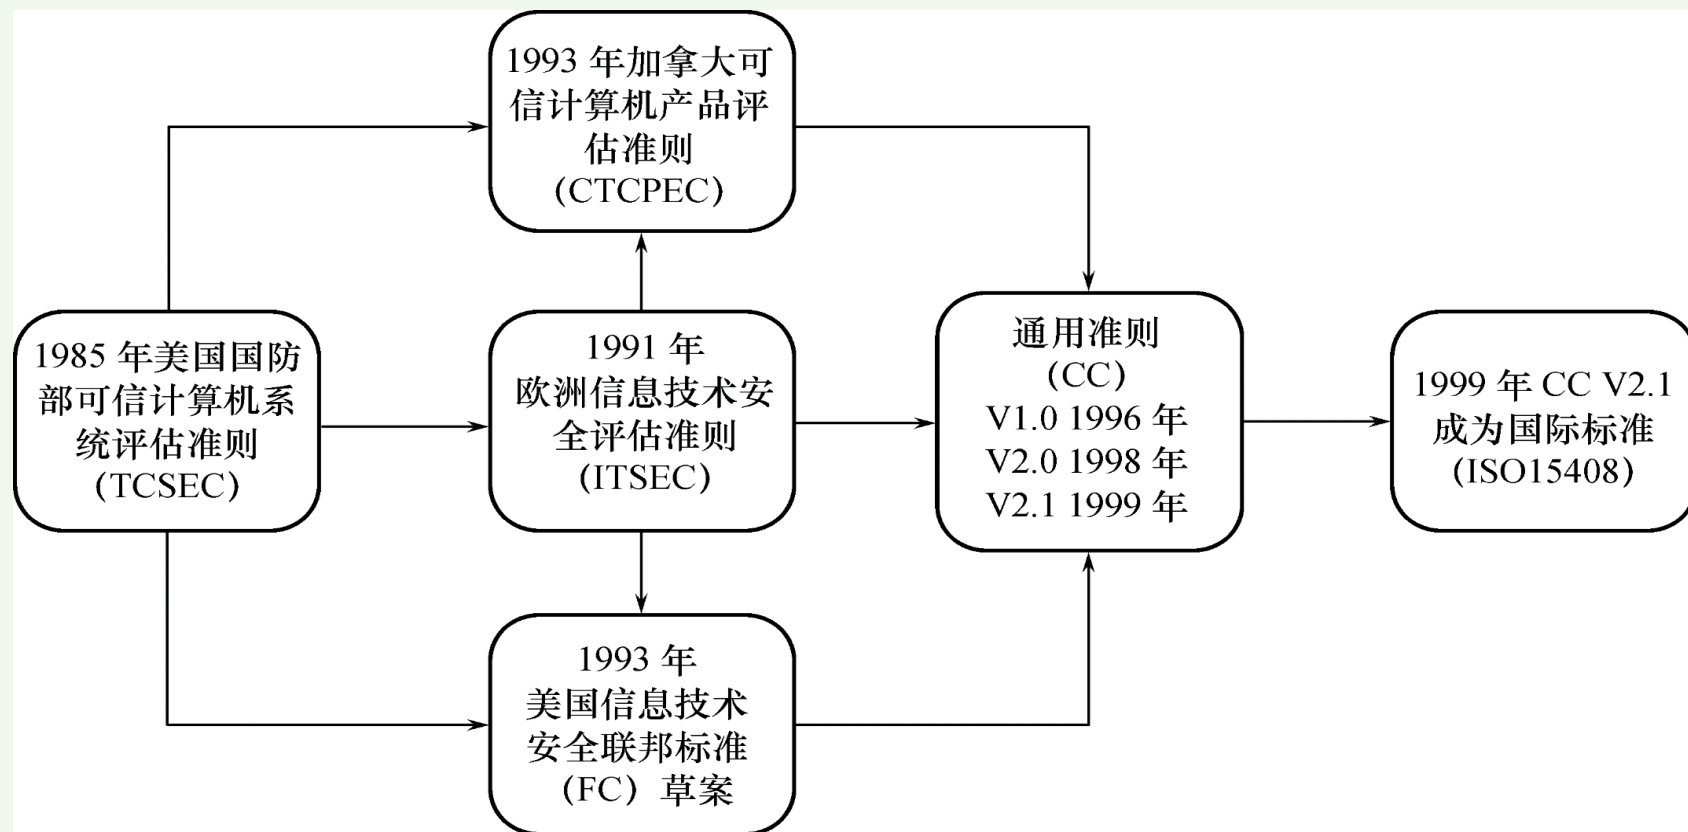 1993 年加拿大可
信计算机产品评
估准则
(CTCPEC)
1985 年美国国防
部可信计算机系
统评估准则
(TCSEC)
1991 年
欧洲信息技术安
全评估准则
(ITSEC)
1993 年
美国信息技术
安全联邦标准
(FC) 草案
通用准则
(CC)
V1.0 1996 年
V2.0 1998 年
V2.1 1999 年
1999 年 CC V2.1
成为国际标准
(ISO15408)